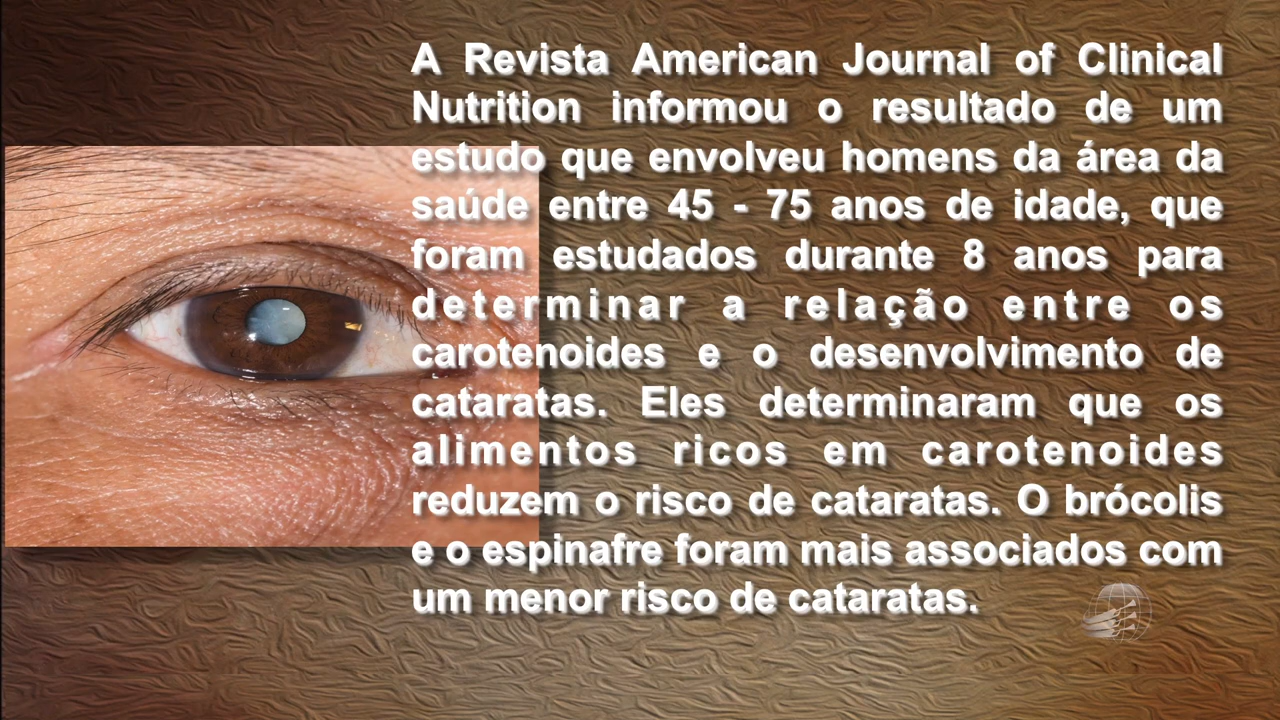 A Revista American Journal of Clinical
Nutrition informou o resultado de um
estudo que envolveu homens da área da
saúde entre 45 - 75 anos de idade, que
foram estudados durante 8 anos para
determinar a relação entre os
carotenoides e o desenvolvimento de
cataratas. Eles determinaram que os
alimentos ricos em carotenoides
reduzem o risco de cataratas. O brócolis
e o espinafre foram mais associados com
um menor risco de cataratas.